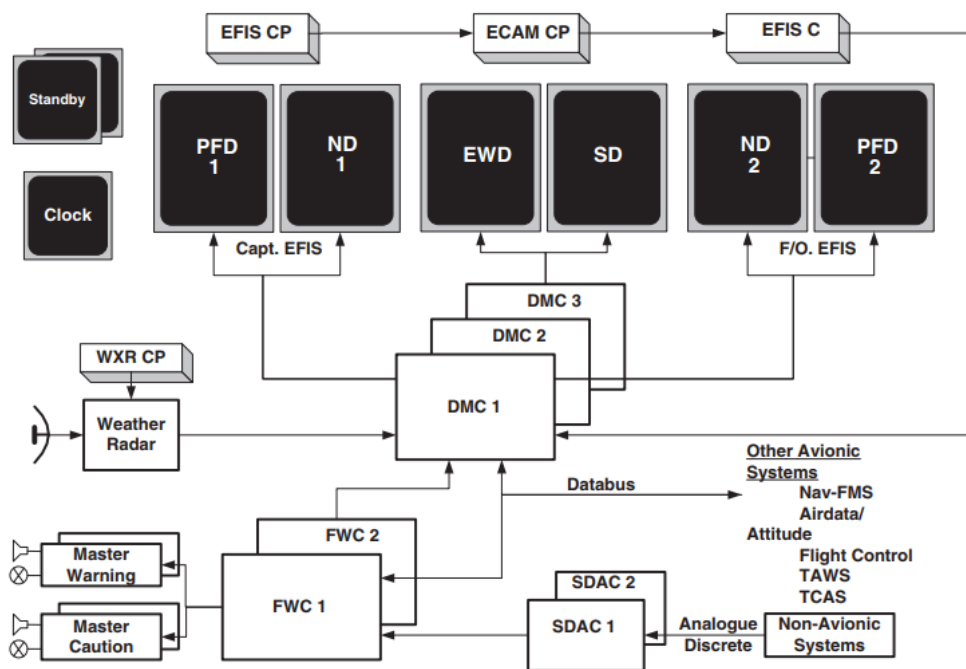 EFIS CP
ECAM CP
EFIS C
Standby
PFD
1
ND
1
EWD
SD
ND
2
PFD
2
Clock
Capt. EFIS
F/O. EFIS
DMC 3
DMC 2
DMC 1
WXR CP
Weather
Radar
Other Avionic
Systems
Nav-FMS
Airdata/
Attitude
Flight Control
TAWS
TCAS
Databus
FWC 2
FWC 1
Master
Warning
Master
Caution
SDAC 2
SDAC 1
Analogue
Discrete
Non-Avionic
Systems